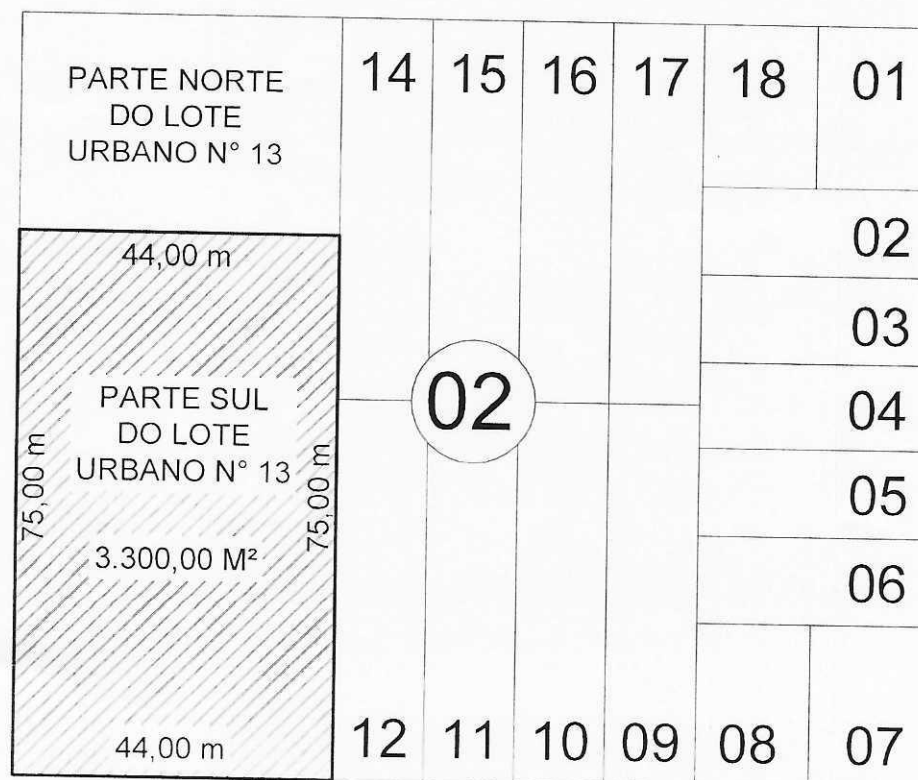 PARTE NORTE
DO LOTE
URBANO N° 13
14
15
16
17
18
01
02
03
04
05
06
44,00 m
PARTE SUL
DO LOTE
URBANO N° 13
75,00 m
75,00 m
3.300,00 M²
44,00 m
02
12
11
10
09
08
07